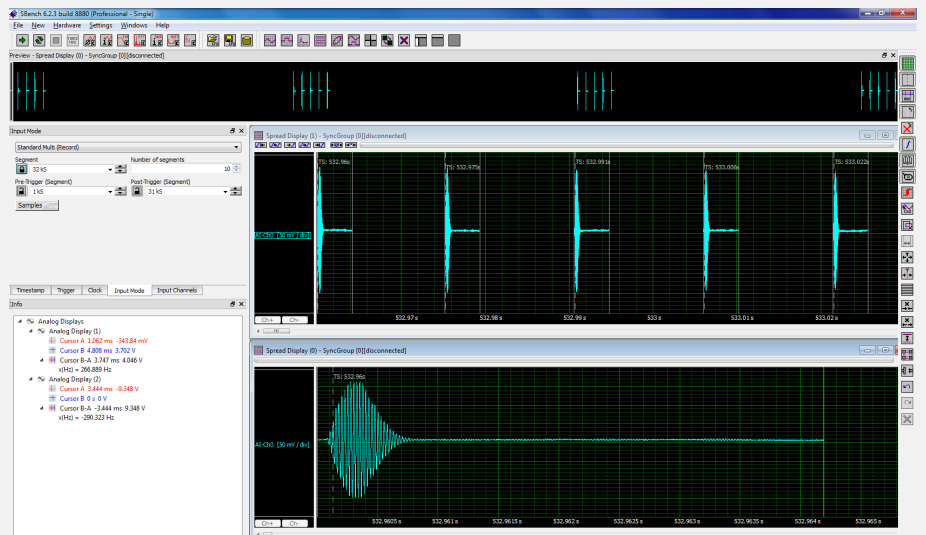 SBench 6.2.3 build 8880 (Professional - Single)
File New Hardware Settings Windows Help
Preview - Spread Display (0) - SyncGroup [0][disconnected]
Input Mode
Standard Multi (Record)
Segment Number of segments
32 kS 10
Pre-Trigger (Segment) Post-Trigger (Segment)
1 kS 31 kS
Samples
Timestamp Trigger Clock Input Mode Input Channels
Info
Analog Displays
Analog Display (1)
Cursor A 1.062 ms -343.84 mV
Cursor B 4.808 ms 3.702 V
Cursor B-A 3.747 ms 4.046 V
x(Hz) = 266.889 Hz
Analog Display (2)
Cursor A 3.444 ms -9.348 V
Cursor B 0 s 0 V
Cursor B-A -3.444 ms 9.348 V
x(Hz) = -290.323 Hz
Spread Display (1) - SyncGroup [0][disconnected]
TS: 532.96s TS: 532.975s TS: 532.991s TS: 533.006s TS: 533.022s
AI-Ch0 [50 mV / div]
532.97 s 532.98 s 532.99 s 533 s 533.01 s 533.02 s
Ch+ Ch-
Spread Display (0) - SyncGroup [0][disconnected]
TS: 532.96s
AI-Ch0 [50 mV / div]
532.9605 s 532.961 s 532.9615 s 532.962 s 532.9625 s 532.963 s 532.9635 s 532.964 s 532.965 s
Ch+ Ch-